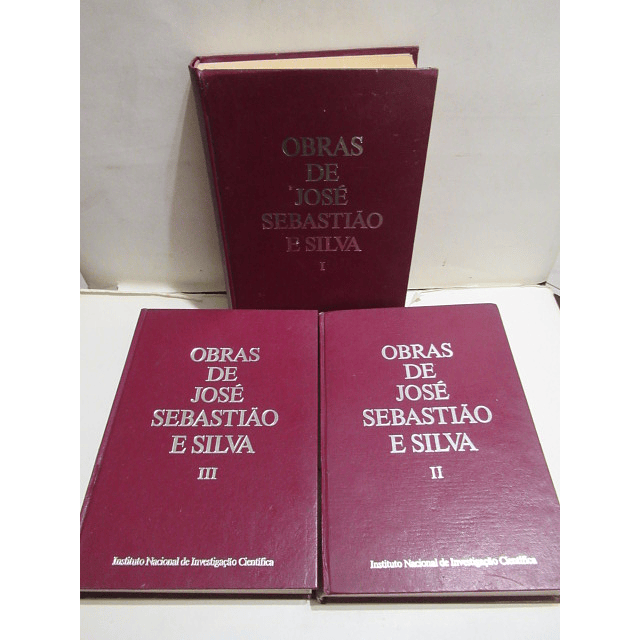 OBRAS
DE
JOSÉ
SEBASTIÃO
E SILVA
I
OBRAS
DE
JOSÉ
SEBASTIÃO
E SILVA
III
Instituto Nacional de Investigação Científica
OBRAS
DE
JOSÉ
SEBASTIÃO
E SILVA
II
Instituto Nacional de Investigação Científica